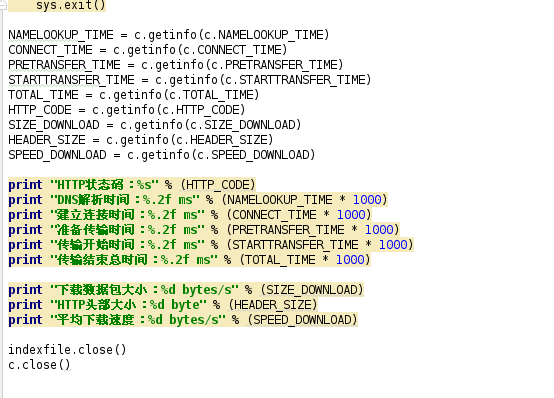 sys.exit()
NAMELOOKUP_TIME = c.getinfo(c.NAMELOOKUP_TIME)
CONNECT_TIME = c.getinfo(c.CONNECT_TIME)
PRETRANSFER_TIME = c.getinfo(c.PRETRANSFER_TIME)
STARTTRANSFER_TIME = c.getinfo(c.STARTTRANSFER_TIME)
TOTAL_TIME = c.getinfo(c.TOTAL_TIME)
HTTP_CODE = c.getinfo(c.HTTP_CODE)
SIZE_DOWNLOAD = c.getinfo(c.SIZE_DOWNLOAD)
HEADER_SIZE = c.getinfo(c.HEADER_SIZE)
SPEED_DOWNLOAD = c.getinfo(c.SPEED_DOWNLOAD)
print "HTTP状态码：%s" % (HTTP_CODE)
print "DNS解析时间：%.2f ms" % (NAMELOOKUP_TIME * 1000)
print "建立连接时间：%.2f ms" % (CONNECT_TIME * 1000)
print "准备传输时间：%.2f ms" % (PRETRANSFER_TIME * 1000)
print "传输开始时间：%.2f ms" % (STARTTRANSFER_TIME * 1000)
print "传输结束总时间：%.2f ms" % (TOTAL_TIME * 1000)
print "下载数据包大小：%d bytes/s" % (SIZE_DOWNLOAD)
print "HTTP头部大小：%d byte" % (HEADER_SIZE)
print "平均下载速度：%d bytes/s" % (SPEED_DOWNLOAD)
indexfile.close()
c.close()